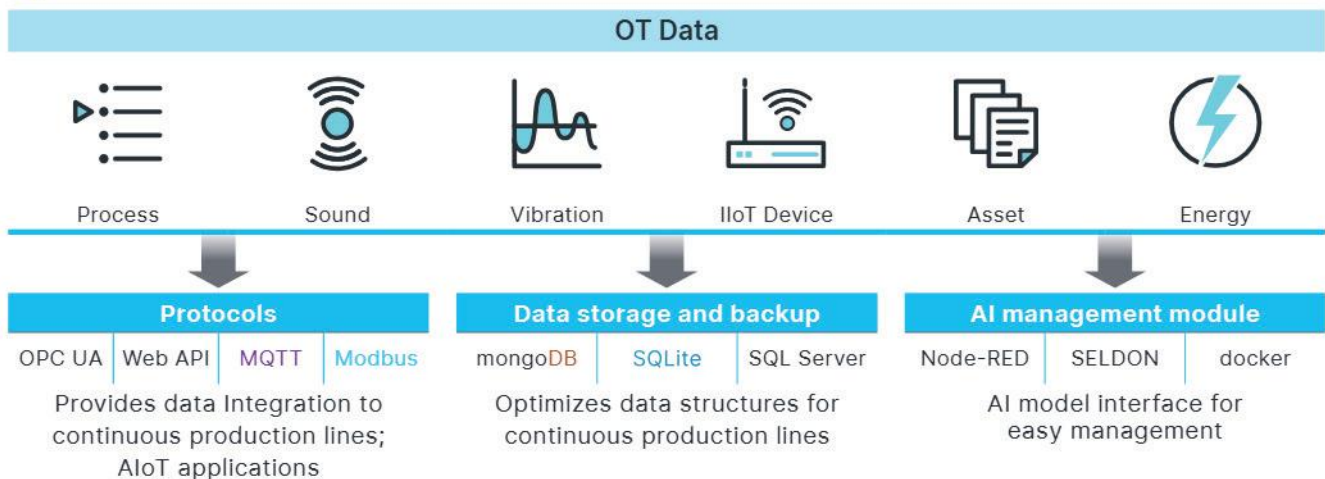 OT Data
Process
Sound
Vibration
IIoT Device
Asset
Energy
Protocols
OPC UA
Web API
MQTT
Modbus
Provides data Integration to
continuous production lines;
AIoT applications
Data storage and backup
mongoDB
SQLite
SQL Server
Optimizes data structures for
continuous production lines
AI management module
Node-RED
SELDON
docker
AI model interface for
easy management